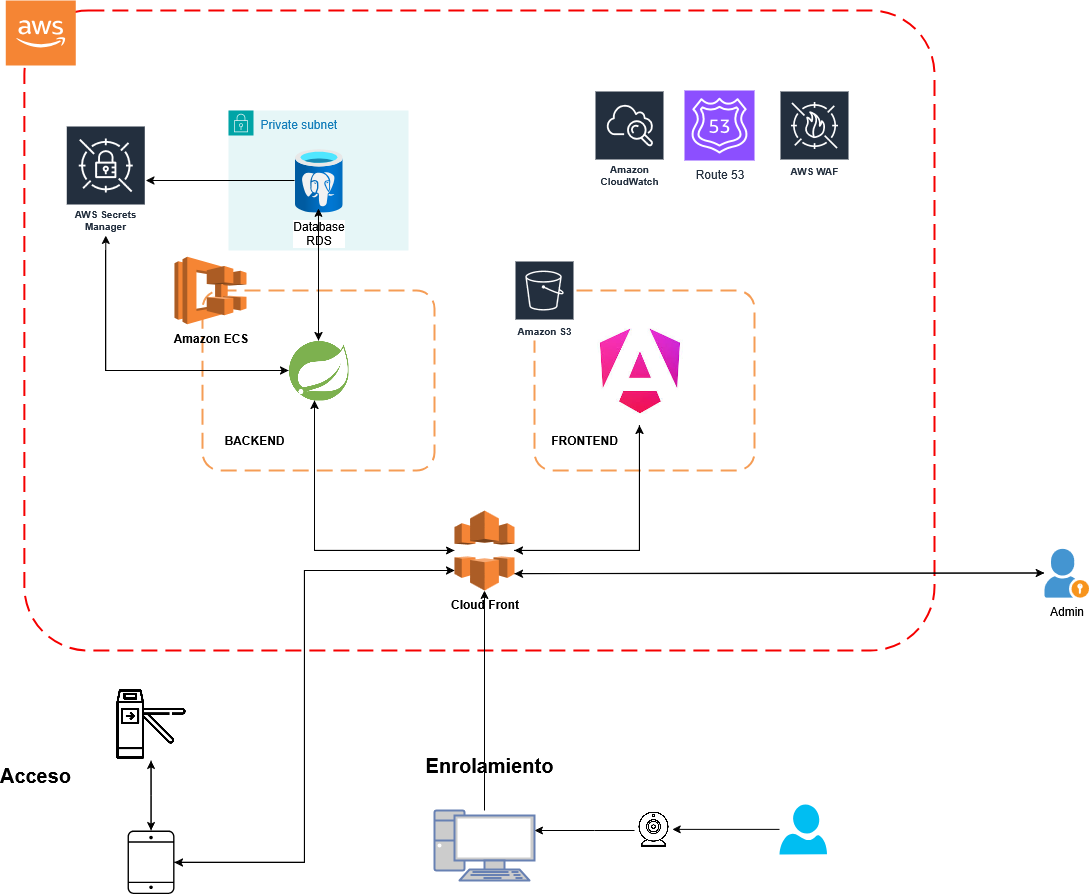 aws
Private subnet
AWS Secrets
Manager
Database
RDS
Amazon
CloudWatch
53
Route 53
AWS WAF
Amazon ECS
Amazon S3
BACKEND
FRONTEND
Cloud Front
Admin
Acceso
Enrolamiento